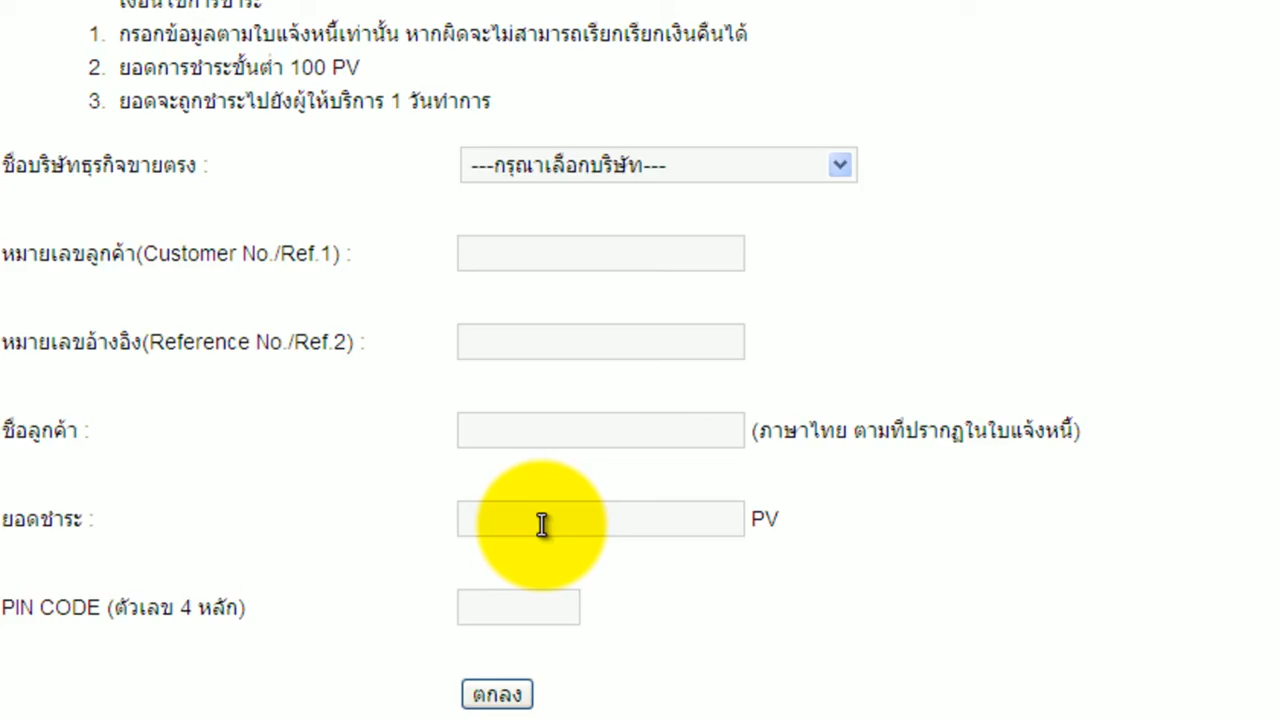 เงื่อนไขการชำระ
1. กรอกข้อมูลตามใบแจ้งหนี้เท่านั้น หากผิดจะไม่สามารถเรียกเรียกเงินคืนได้
2. ยอดการชำระขั้นต่ำ 100 PV
3. ยอดจะถูกชำระไปยังผู้ให้บริการ 1 วันทำการ
ชื่อบริษัทธุรกิจขายตรง : ---กรุณาเลือกบริษัท---
หมายเลขลูกค้า(Customer No./Ref.1) :
หมายเลขอ้างอิง(Reference No./Ref.2) :
ชื่อลูกค้า : (ภาษาไทย ตามที่ปรากฏในใบแจ้งหนี้)
ยอดชำระ : PV
PIN CODE (ตัวเลข 4 หลัก)
ตกลง